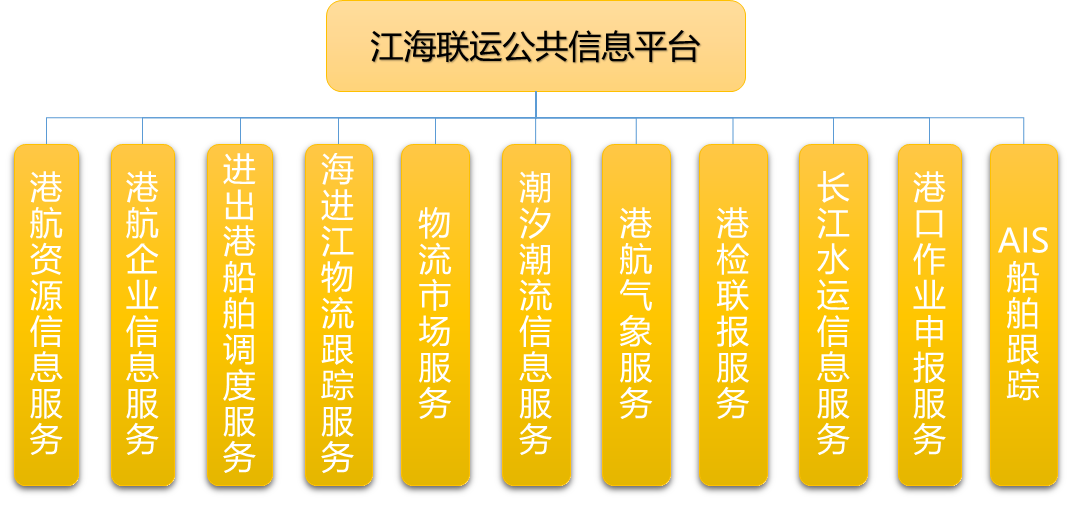 江海联运公共信息平台
港航资源信息服务
港航企业信息服务
进出港船舶调度服务
海进江物流跟踪服务
物流市场服务
潮汐潮流信息服务
港航气象服务
港检联报服务
长江水运信息服务
港口作业申报服务
AIS船舶跟踪